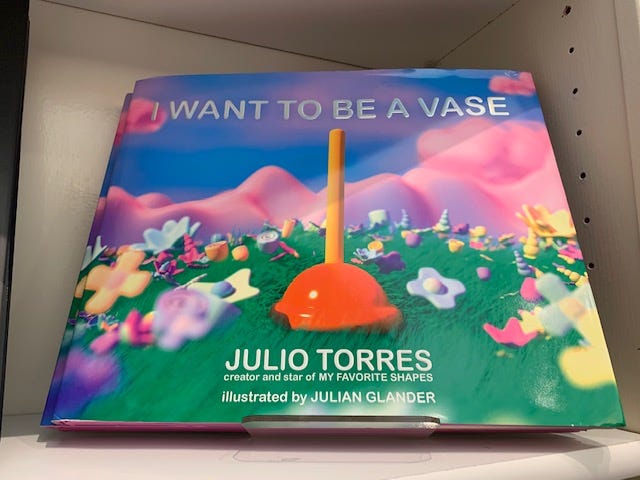 I WANT TO BE A VASE
JULIO TORRES
creator and star of MY FAVORITE SHAPES
illustrated by JULIAN GLANDER